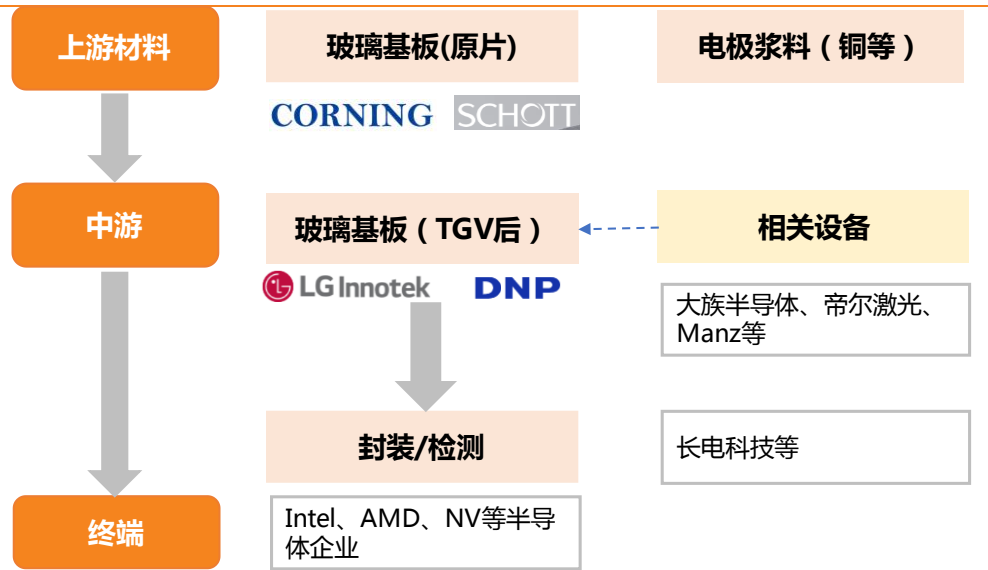 上游材料
玻璃基板(原片)
电极浆料（铜等）
CORNING
SCHOTT
中游
玻璃基板（TGV后）
相关设备
LG Innotek
DNP
大族半导体、帝尔激光、
Manz等
封装/检测
长电科技等
终端
Intel、AMD、NV等半导
体企业